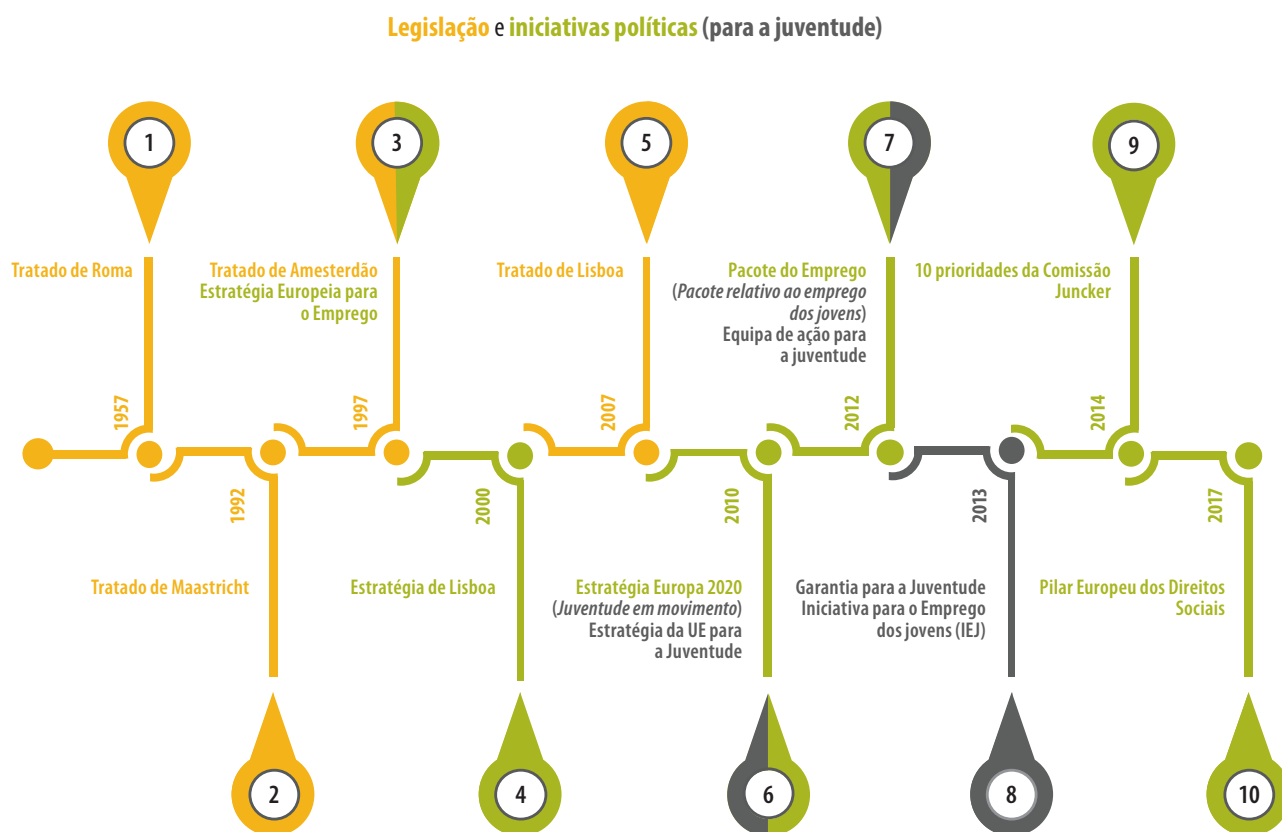 Legislação e iniciativas políticas (para a juventude)
1
3
5
7
9
Tratado de Roma
Tratado de Amesterdão
Estratégia Europeia para
o Emprego
Tratado de Lisboa
Pacote do Emprego
(Pacote relativo ao emprego
dos jovens)
Equipa de ação para
a juventude
10 prioridades da Comissão
Juncker
1957
1997
2007
2012
2014
1992
2000
2010
2013
2017
Tratado de Maastricht
Estratégia de Lisboa
Estratégia Europa 2020
(Juventude em movimento)
Estratégia da UE para
a Juventude
Garantia para a Juventude
Iniciativa para o Emprego
dos jovens (IEJ)
Pilar Europeu dos Direitos
Sociais
2
4
6
8
10